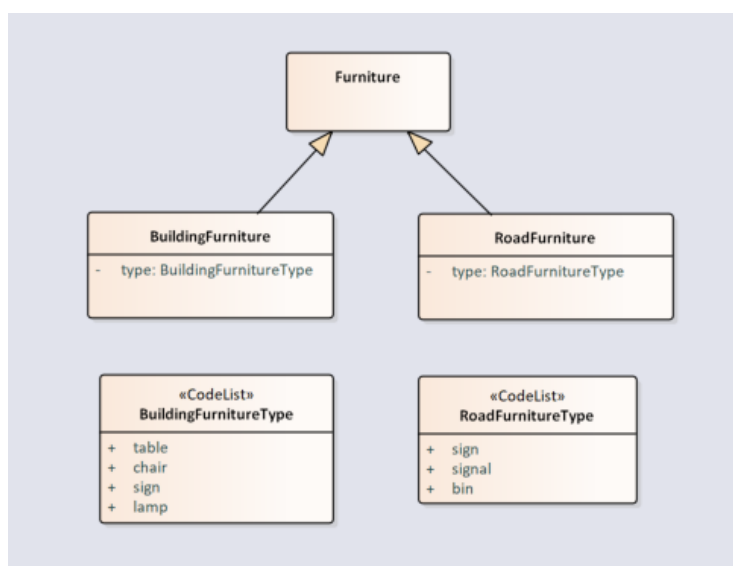 Furniture
BuildingFurniture
- type: BuildingFurnitureType
RoadFurniture
- type: RoadFurnitureType
«CodeList»
BuildingFurnitureType
+ table
+ chair
+ sign
+ lamp
«CodeList»
RoadFurnitureType
+ sign
+ signal
+ bin